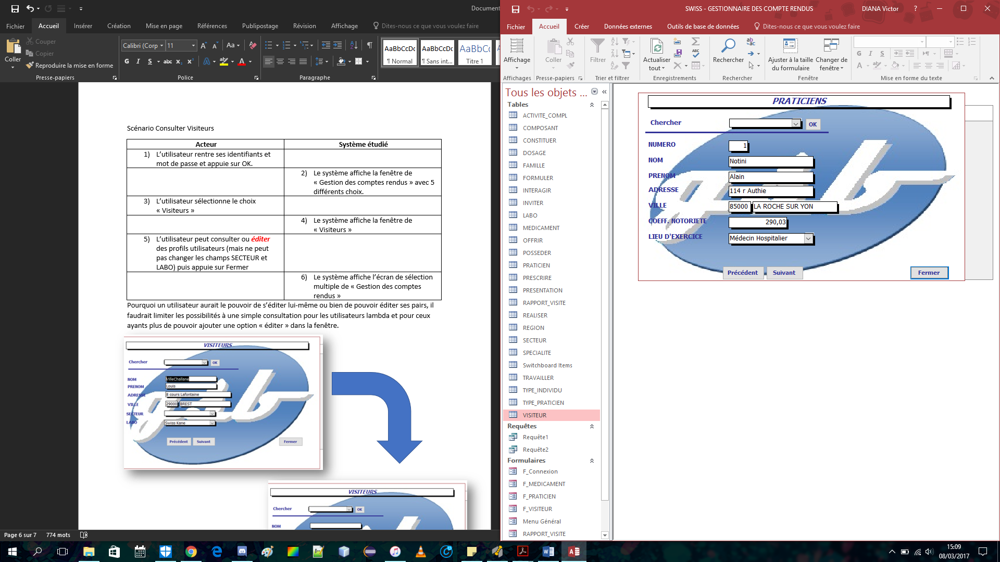 Document
Fichier Accueil Insérer Création Mise en page Références Publipostage Révision Affichage Dites-nous ce que vous voulez faire
Coller
Couper
Copier
Reproduire la mise en forme
Presse-papiers
Calibri (Corp 11
G I S abc x₂ x²
Police
Paragraphe
AaBbCcDc AaBbCcDc AaBbC
¶ Normal ¶ Sans int... Titre 1
Scénario Consulter Visiteurs
Acteur Système étudié
1) L'utilisateur rentre ses identifiants et
mot de passe et appuie sur OK.
2) Le système affiche la fenêtre de
« Gestion des comptes rendus » avec 5
différents choix.
3) L'utilisateur sélectionne le choix
« Visiteurs »
4) Le système affiche la fenêtre de
« Visiteurs »
5) L'utilisateur peut consulter ou éditer
des profils utilisateurs (mais ne peut
pas changer les champs SECTEUR et
LABO) puis appuie sur Fermer
6) Le système affiche l'écran de sélection
multiple de « Gestion des comptes
rendus »
Pourquoi un utilisateur aurait le pouvoir de s'éditer lui-même ou bien de pouvoir éditer ses pairs, il
faudrait limiter les possibilités à une simple consultation pour les utilisateurs lambda et pour ceux
ayants plus de pouvoir ajouter une option « éditer » dans la fenêtre.
VISITEURS
Chercher OK
NOM VilleChallane
PRENOM Louis
ADRESSE 8 cours Lafontaine
VILLE 29000 BREST
SECTEUR
LABO Swiss Kane
Précédent Suivant Fermer
VISITEURS
Chercher OK
NOM
Page 6 sur 7 774 mots
SWISS - GESTIONNAIRE DES COMPTE RENDUS DIANA Victor ?
Fichier Accueil Créer Données externes Outils de base de données Dites-nous ce que vous voulez faire
Affichage
Affichages
Coller
Presse-papiers
Filtrer
Trier et filtrer
Actualiser
tout
Enregistrements
Rechercher
Rechercher
Ajuster à la taille
du formulaire
Changer de
fenêtre
Fenêtre
G I S
Mise en forme du texte
Tous les objets ...
Tables
ACTIVITE_COMPL
COMPOSANT
CONSTITUER
DOSAGE
FAMILLE
FORMULER
INTERAGIR
INVITER
LABO
MEDICAMENT
OFFRIR
POSSEDER
PRATICIEN
PRESCRIRE
PRESENTATION
RAPPORT_VISITE
REALISER
REGION
SECTEUR
SPECIALITE
Switchboard Items
TRAVAILLER
TYPE_INDIVIDU
TYPE_PRATICIEN
VISITEUR
Requêtes
Requête1
Requête2
Formulaires
F_Connexion
F_MEDICAMENT
F_PRATICIEN
F_VISITEUR
Menu Général
RAPPORT_VISITE
PRATICIENS
Chercher OK
NUMERO 1
NOM Notini
PRENOM Alain
ADRESSE 114 r Authie
VILLE 85000 LA ROCHE SUR YON
COEFF. NOTORIETE 290,03
LIEU D'EXERCICE Médecin Hospitalier
Précédent Suivant Fermer
15:09
08/03/2017